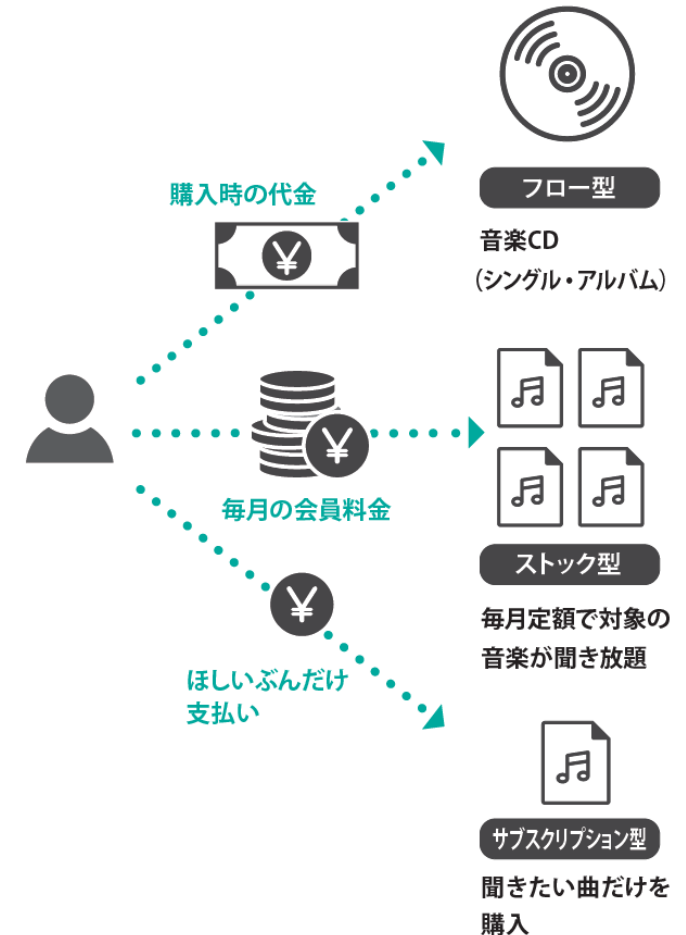 購入時の代金
¥
フロー型
音楽CD
（シングル・アルバム）
¥
毎月の会員料金
ストック型
毎月定額で対象の
音楽が聞き放題
¥
ほしいぶんだけ
支払い
サブスクリプション型
聞きたい曲だけを
購入